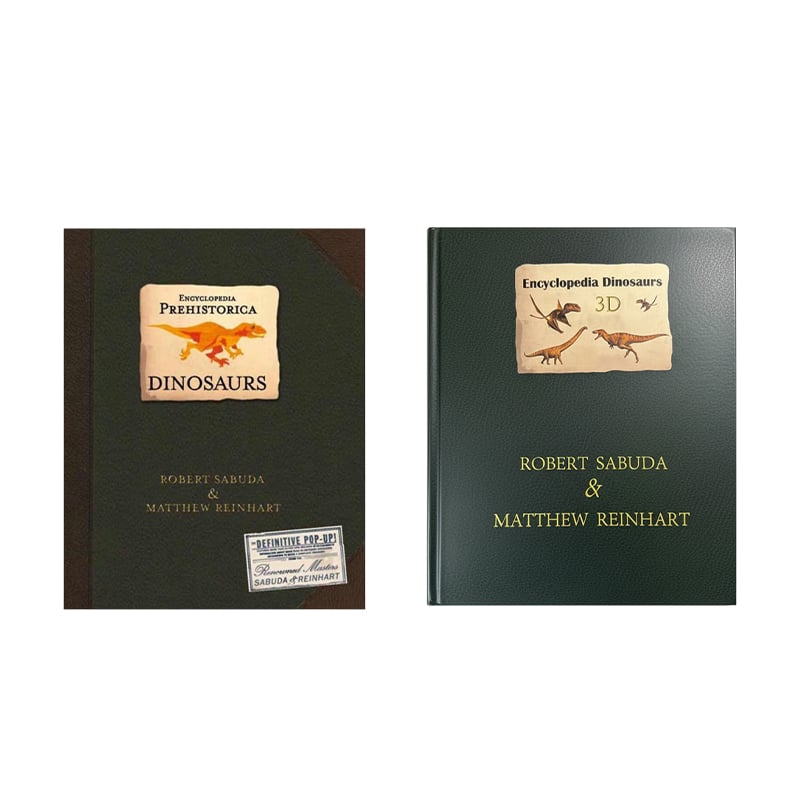 ENCYCLOPEDIA
PREHISTORICA
DINOSAURS
ROBERT SABUDA
&
MATTHEW REINHART
THE DEFINITIVE POP-UP!
Renowned Masters
SABUDA & REINHART
Encyclopedia Dinosaurs
3D
ROBERT SABUDA
&
MATTHEW REINHART